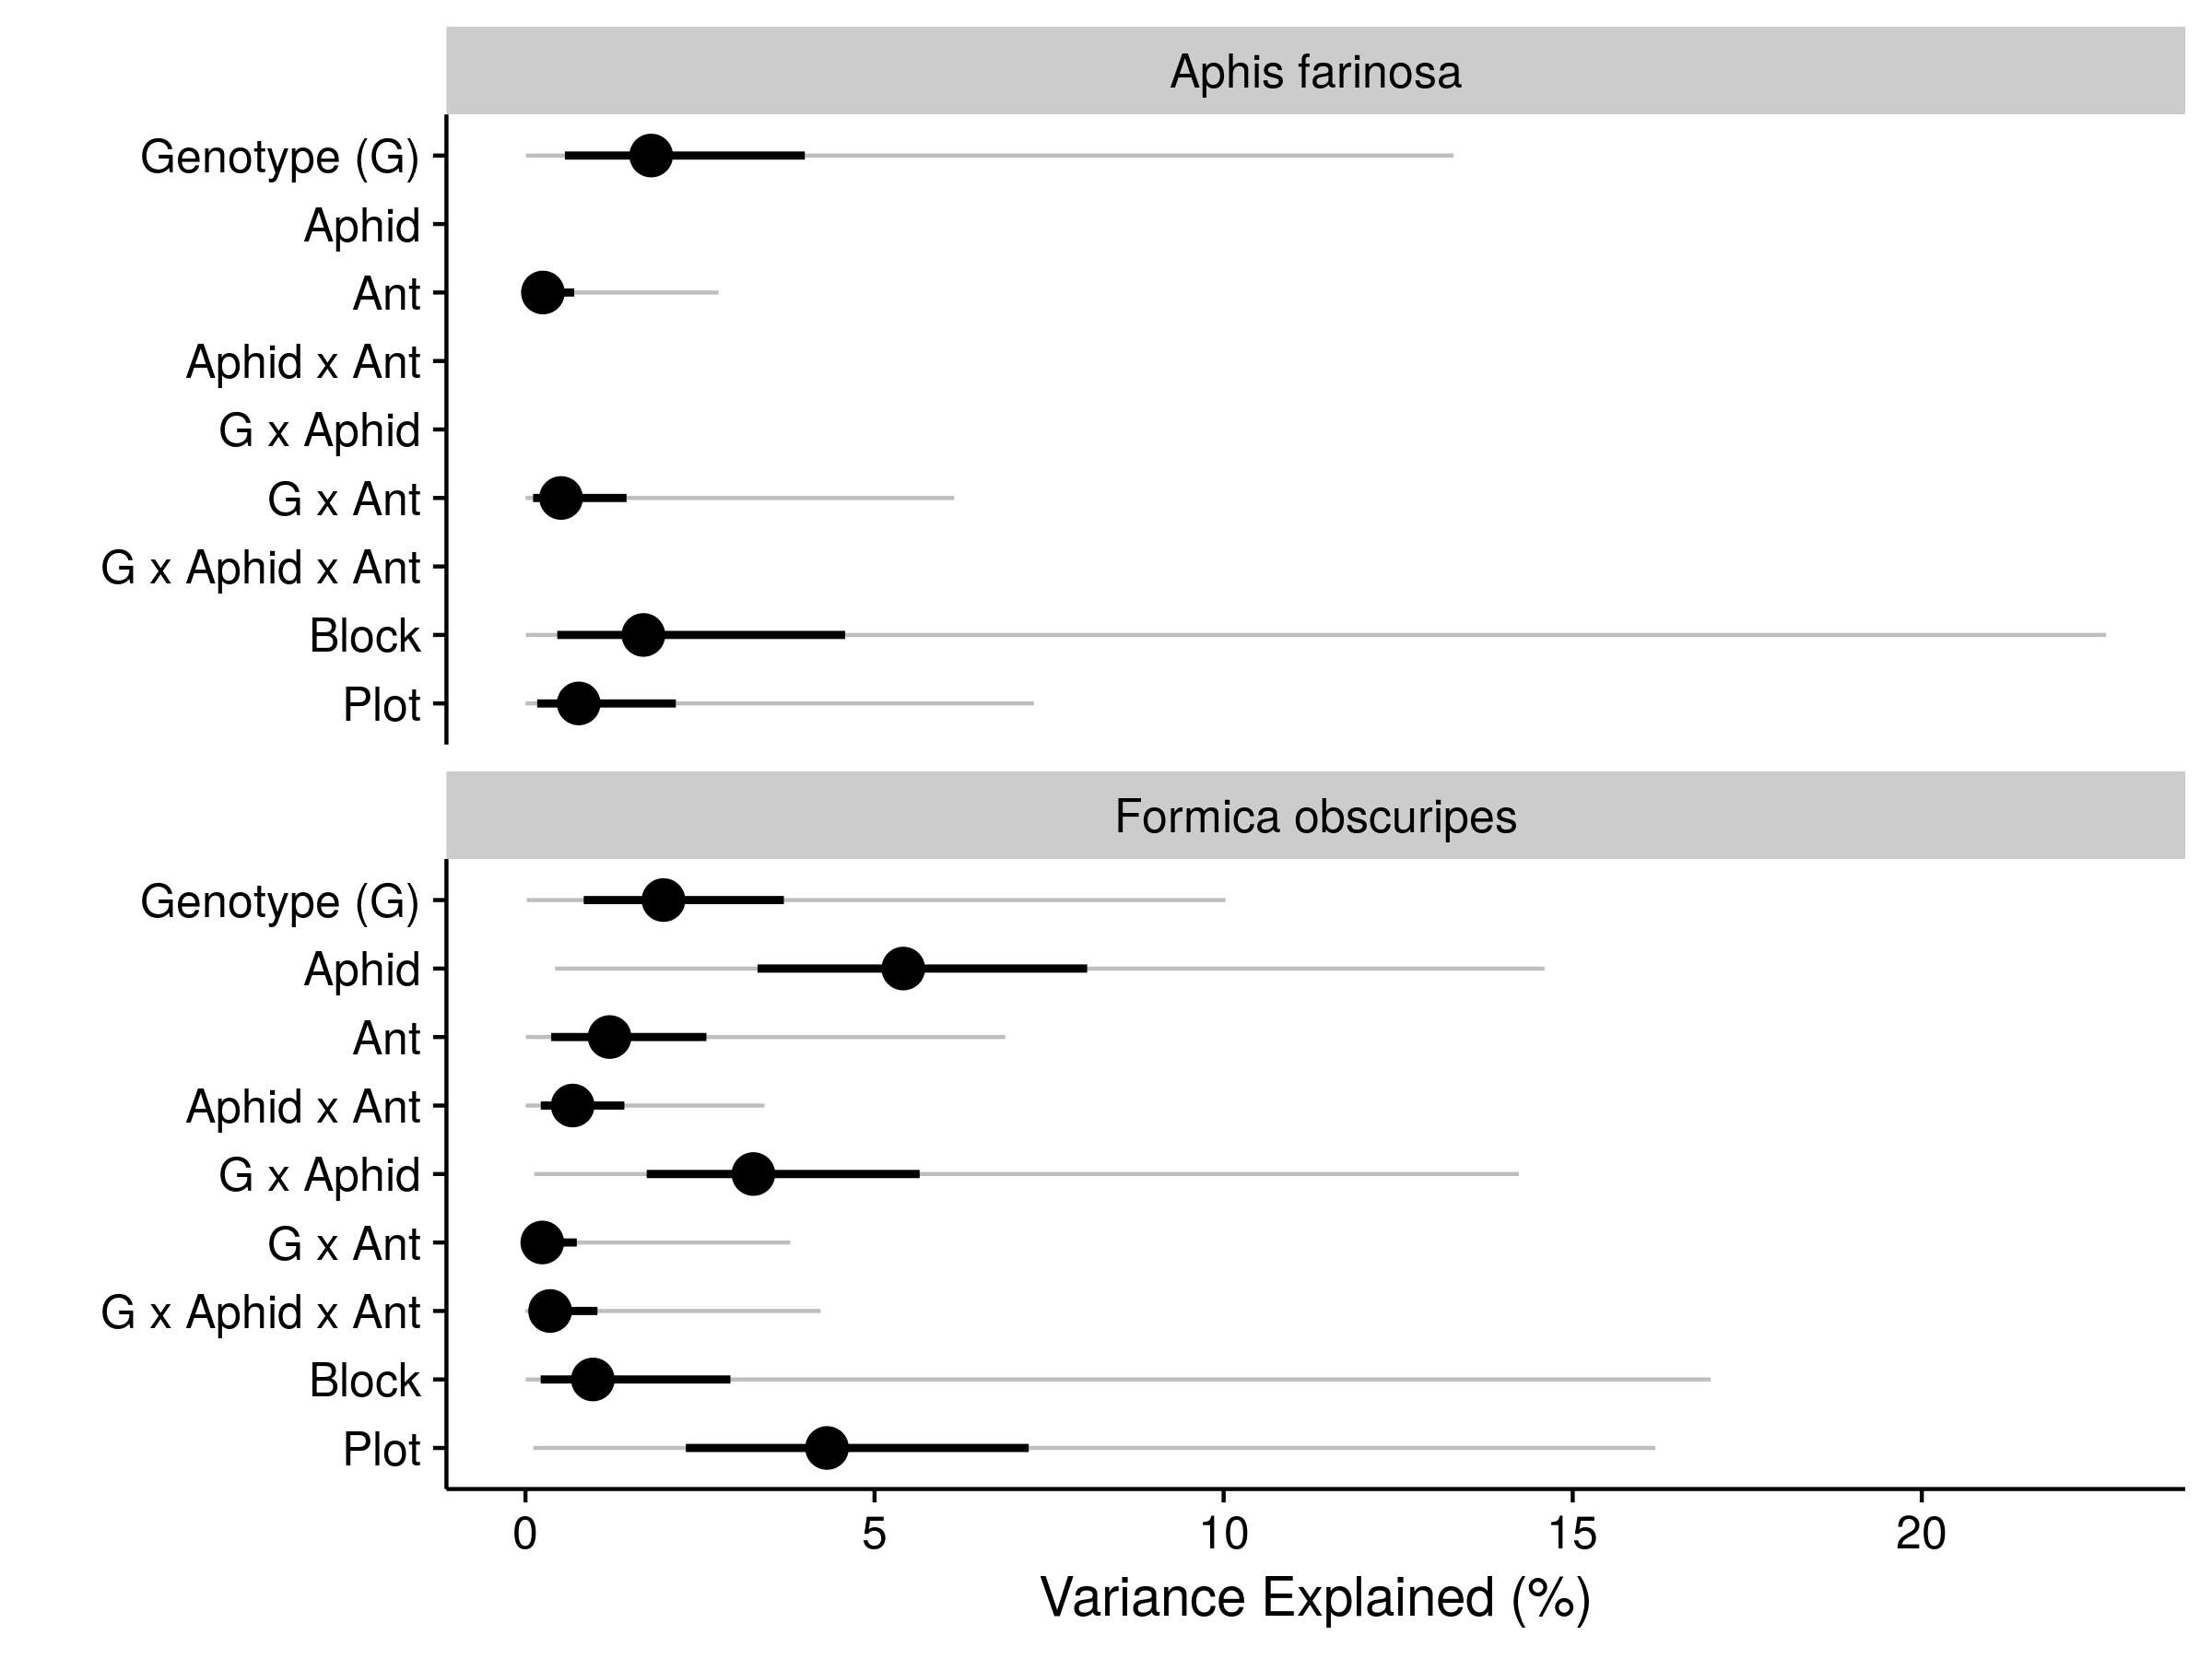 Aphis farinosa
Genotype (G)
Aphid
Ant
Aphid x Ant
G x Aphid
G x Ant
G x Aphid x Ant
Block
Plot
Formica obscuripes
Genotype (G)
Aphid
Ant
Aphid x Ant
G x Aphid
G x Ant
G x Aphid x Ant
Block
Plot
0 5 10 15 20
Variance Explained (%)